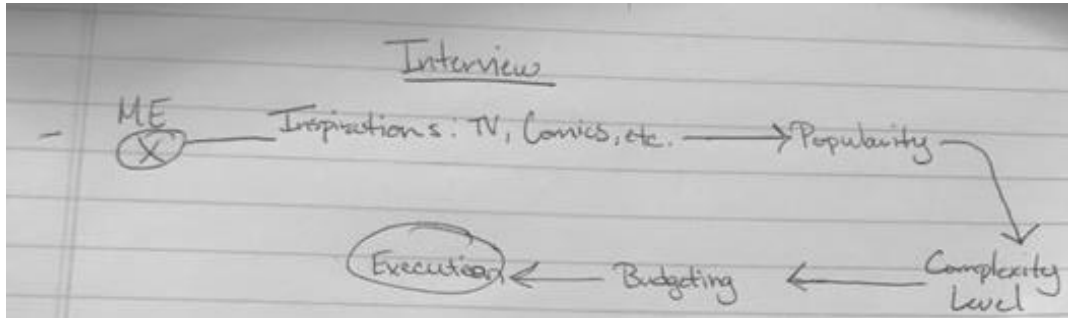 Interview
ME
- X Inspirations: TV, Comics, etc. → Popularity
Complexity
Level
Budgeting
Execution